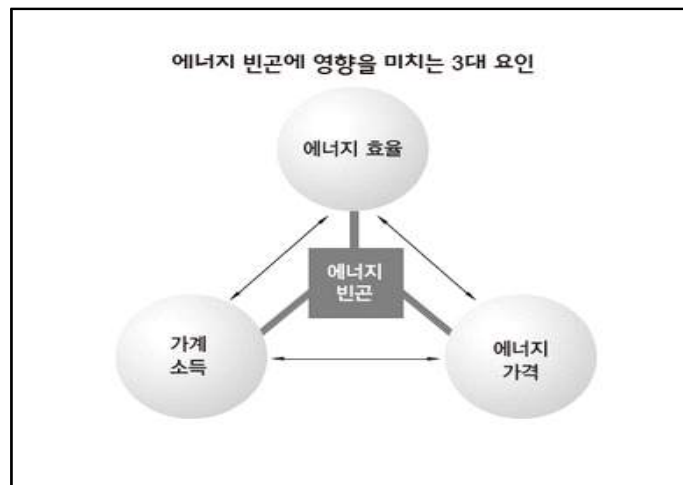 에너지 빈곤에 영향을 미치는 3대 요인
에너지 효율
에너지
빈곤
가계
소득
에너지
가격